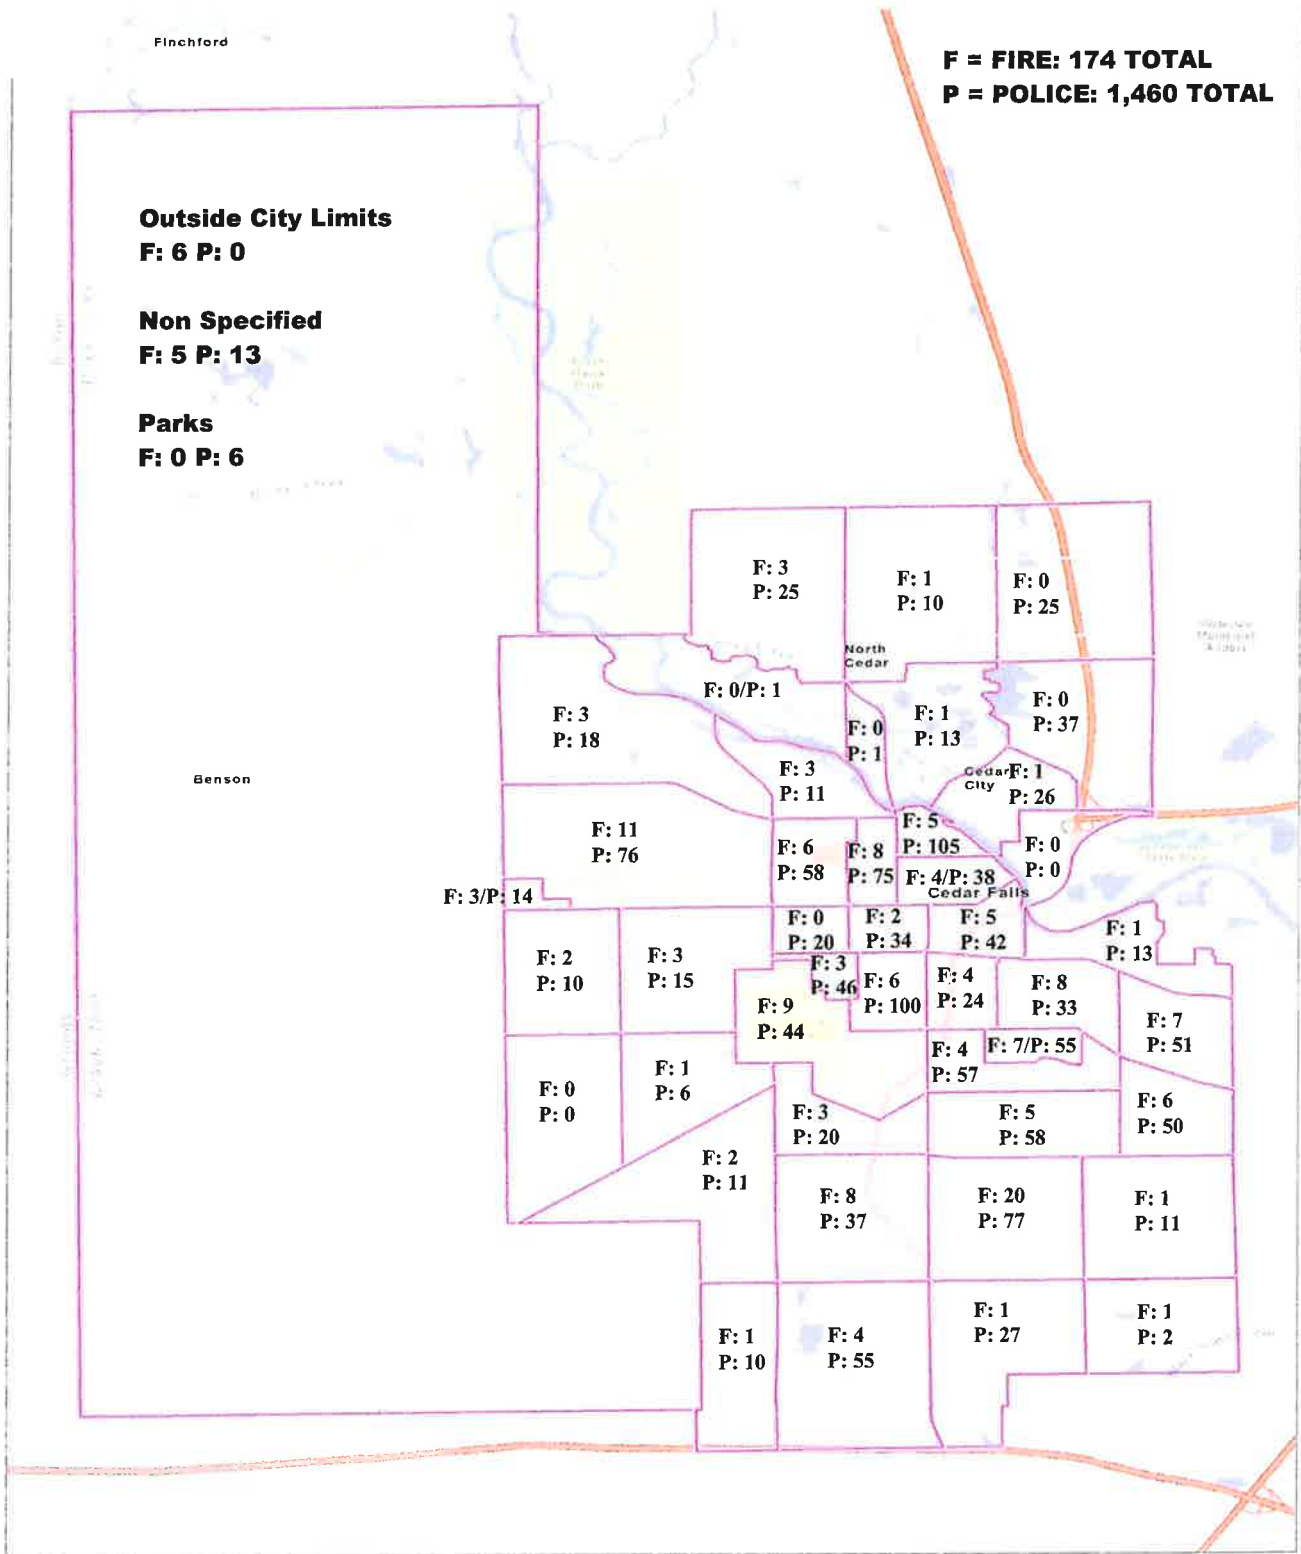 Finchford
F = FIRE: 174 TOTAL
P = POLICE: 1,460 TOTAL
Outside City Limits
F: 6 P: 0
Non Specified
F: 5 P: 13
Parks
F: 0 P: 6
F: 3
P: 25
F: 1
P: 10
F: 0
P: 25
North
Cedar
F: 0/P: 1
F: 3
P: 18
F: 0
P: 1
F: 1
P: 13
F: 0
P: 37
Benson
F: 3
P: 11
Cedar
City
F: 1
P: 26
F: 11
P: 76
F: 6
P: 58
F: 8
P: 75
F: 5
P: 105
F: 0
P: 0
F: 4/P: 38
Cedar Falls
F: 3/P: 14
F: 0
P: 20
F: 2
P: 34
F: 5
P: 42
F: 1
P: 13
F: 2
P: 10
F: 3
P: 15
F: 3
P: 46
F: 6
P: 100
F: 4
P: 24
F: 8
P: 33
F: 9
P: 44
F: 7
P: 51
F: 4
P: 57
F: 7/P: 55
F: 0
P: 0
F: 1
P: 6
F: 3
P: 20
F: 5
P: 58
F: 6
P: 50
F: 2
P: 11
F: 8
P: 37
F: 20
P: 77
F: 1
P: 11
F: 1
P: 10
F: 4
P: 55
F: 1
P: 27
F: 1
P: 2